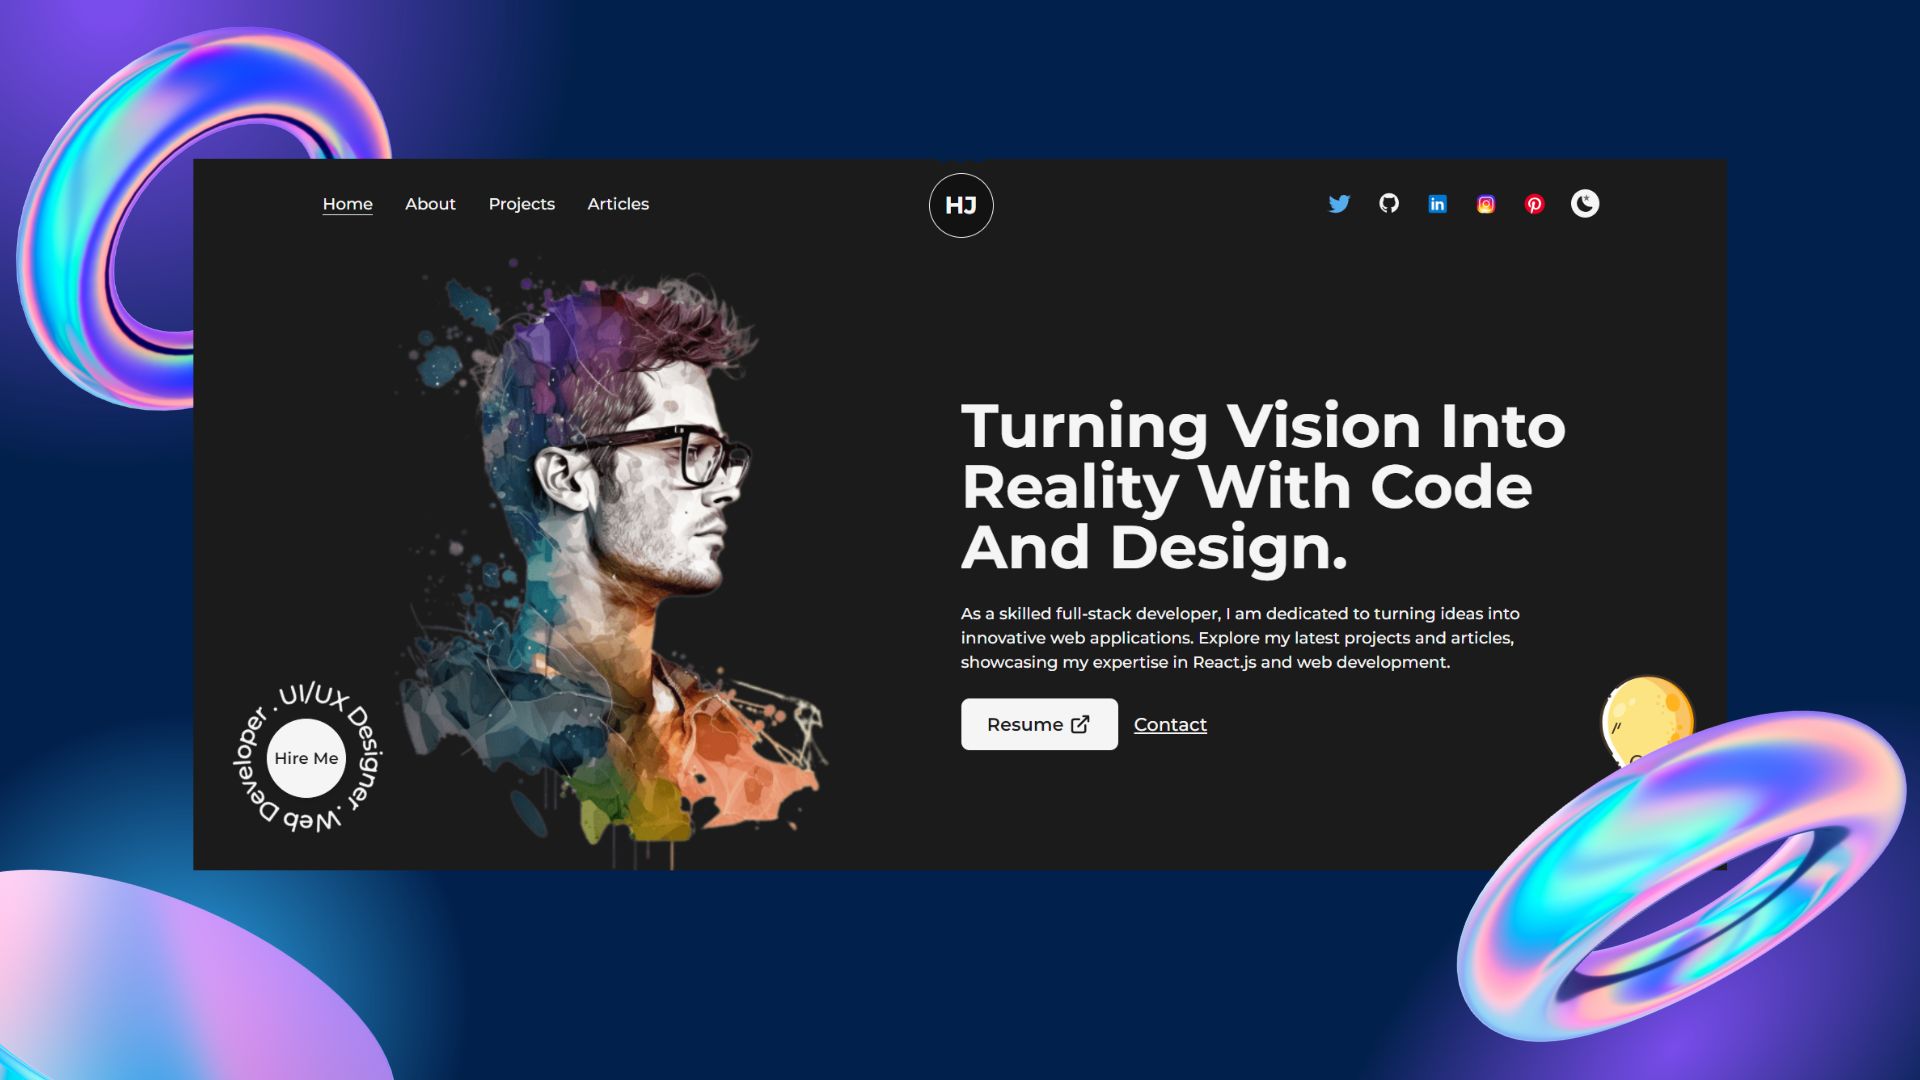 Home About Projects Articles
HJ
Turning Vision Into
Reality With Code
And Design.
As a skilled full-stack developer, I am dedicated to turning ideas into
innovative web applications. Explore my latest projects and articles,
showcasing my expertise in React.js and web development.
Resume Contact
UI/UX Designer . Web Developer .
Hire Me
in